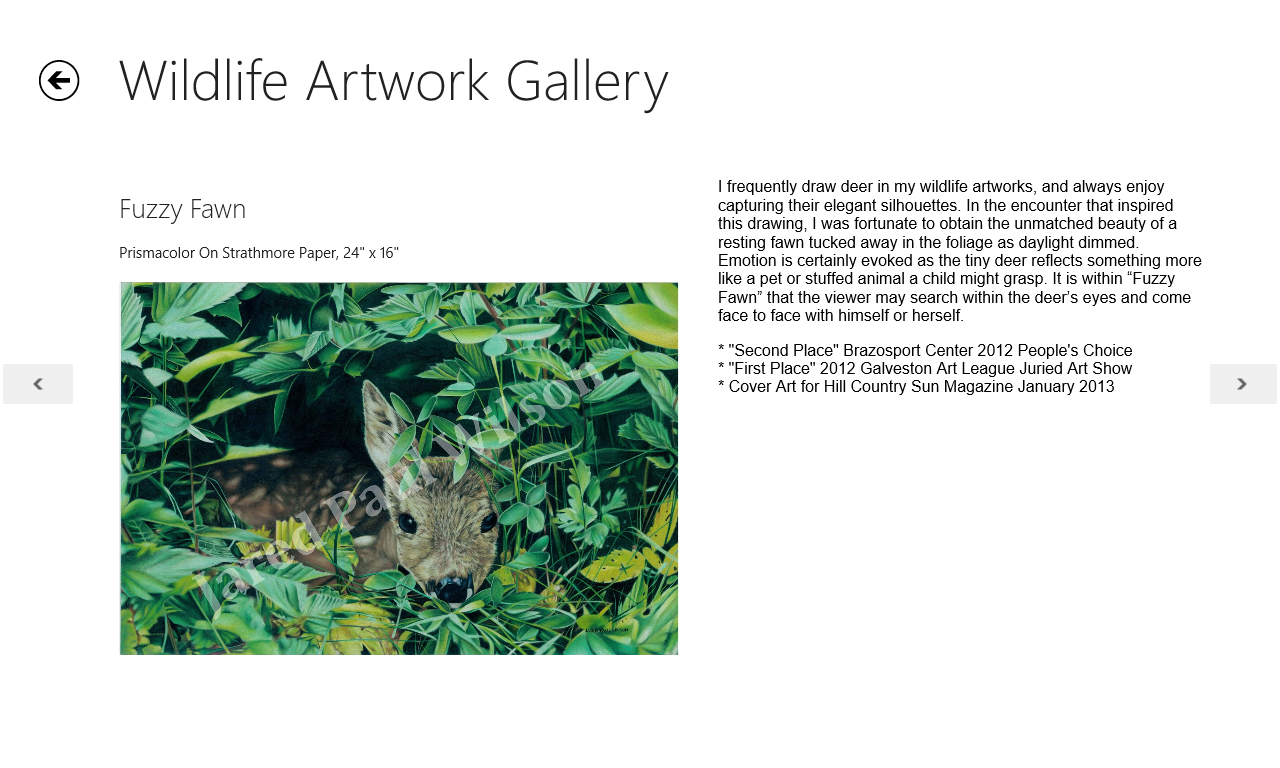 Wildlife Artwork Gallery
Fuzzy Fawn
Prismacolor On Strathmore Paper, 24" x 16"
Jared Paul Wilson
I frequently draw deer in my wildlife artworks, and always enjoy
capturing their elegant silhouettes. In the encounter that inspired
this drawing, I was fortunate to obtain the unmatched beauty of a
resting fawn tucked away in the foliage as daylight dimmed.
Emotion is certainly evoked as the tiny deer reflects something more
like a pet or stuffed animal a child might grasp. It is within “Fuzzy
Fawn” that the viewer may search within the deer’s eyes and come
face to face with himself or herself.
* "Second Place" Brazosport Center 2012 People's Choice
* "First Place" 2012 Galveston Art League Juried Art Show
* Cover Art for Hill Country Sun Magazine January 2013